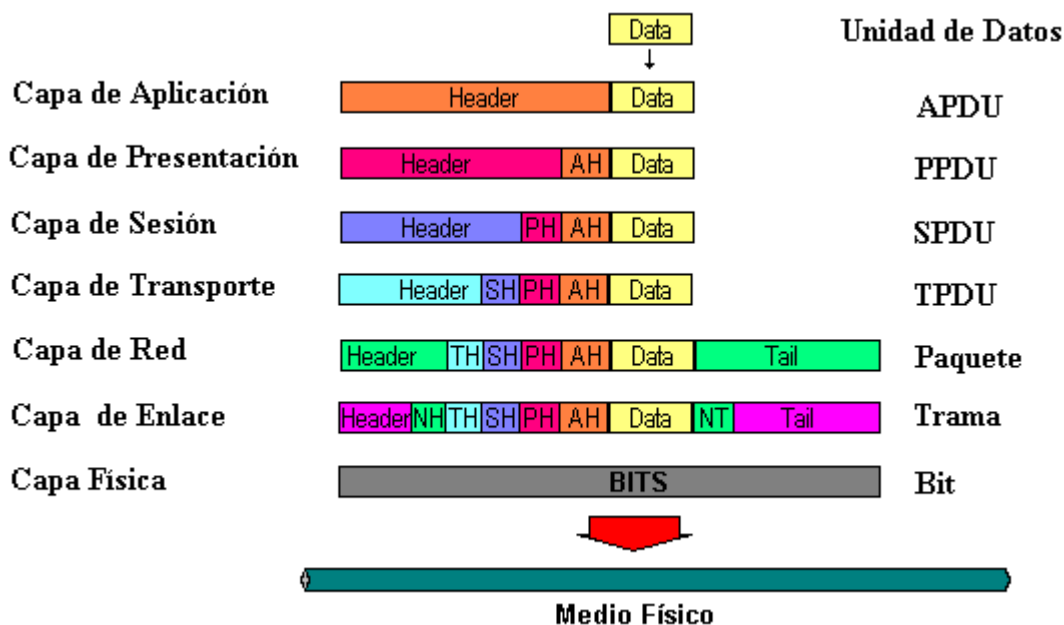 Data Unidad de Datos
Capa de Aplicación Header Data APDU
Capa de Presentación Header AH Data PPDU
Capa de Sesión Header PH AH Data SPDU
Capa de Transporte Header SH PH AH Data TPDU
Capa de Red Header TH SH PH AH Data Tail Paquete
Capa de Enlace Header NH TH SH PH AH Data NT Tail Trama
Capa Física BITS Bit
Medio Físico